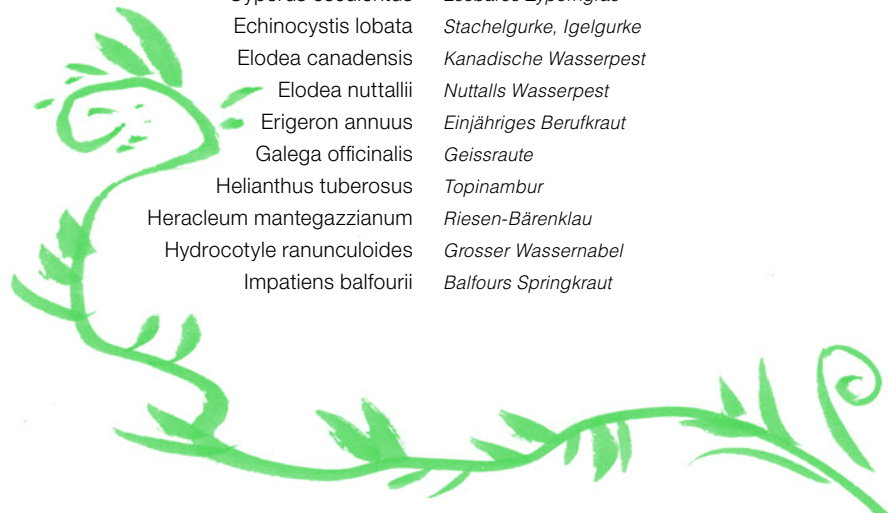 Echinocystis lobata Stachelgurke, Igelgurke
Elodea canadensis Kanadische Wasserpest
Elodea nuttallii Nuttalls Wasserpest
Erigeron annuus Einjähriges Berufkraut
Galega officinalis Geissraute
Helianthus tuberosus Topinambur
Heracleum mantegazzianum Riesen-Bärenklau
Hydrocotyle ranunculoides Grosser Wassernabel
Impatiens balfourii Balfours Springkraut